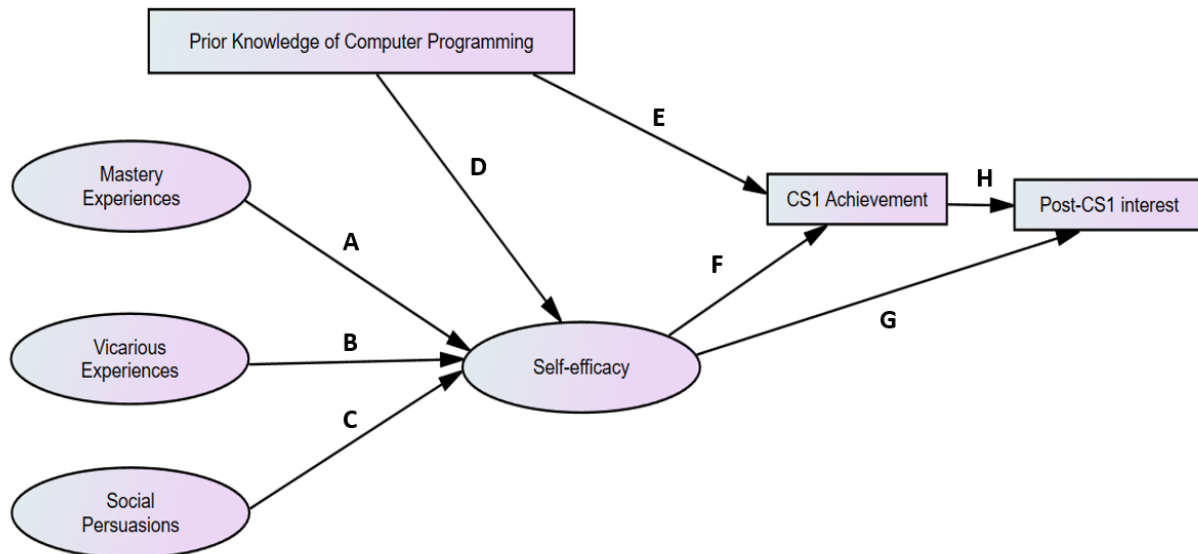 Prior Knowledge of Computer Programming
E
Mastery
Experiences
D
CS1 Achievement
H
Post-CS1 interest
A
F
Vicarious
Experiences
B
Self-efficacy
G
C
Social
Persuasions